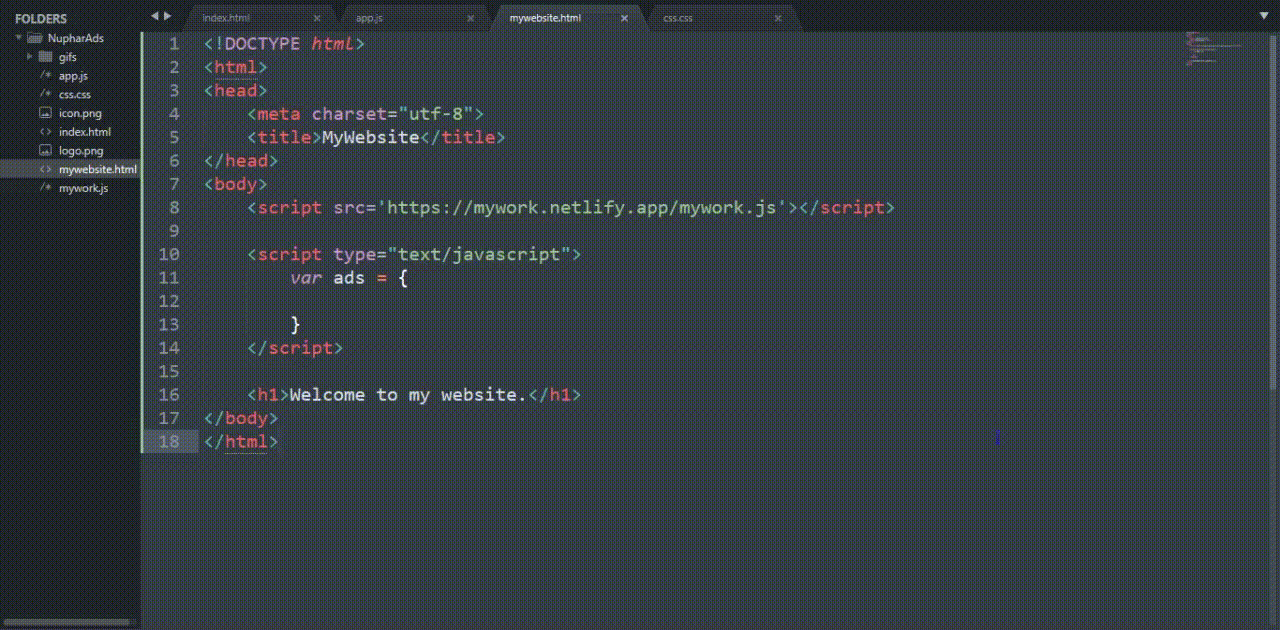 FOLDERS
NupharAds
gifs
/* app.js
/* css.css
icon.png
<> index.html
logo.png
<> mywebsite.html
/* mywork.js
index.html × app.js × mywebsite.html × css.css ×
1 <!DOCTYPE html>
2 <html>
3 <head>
4 <meta charset="utf-8">
5 <title>MyWebsite</title>
6 </head>
7 <body>
8 <script src='https://mywork.netlify.app/mywork.js'></script>
9
10 <script type="text/javascript">
11 var ads = {
12
13 }
14 </script>
15
16 <h1>Welcome to my website.</h1>
17 </body>
18 </html>